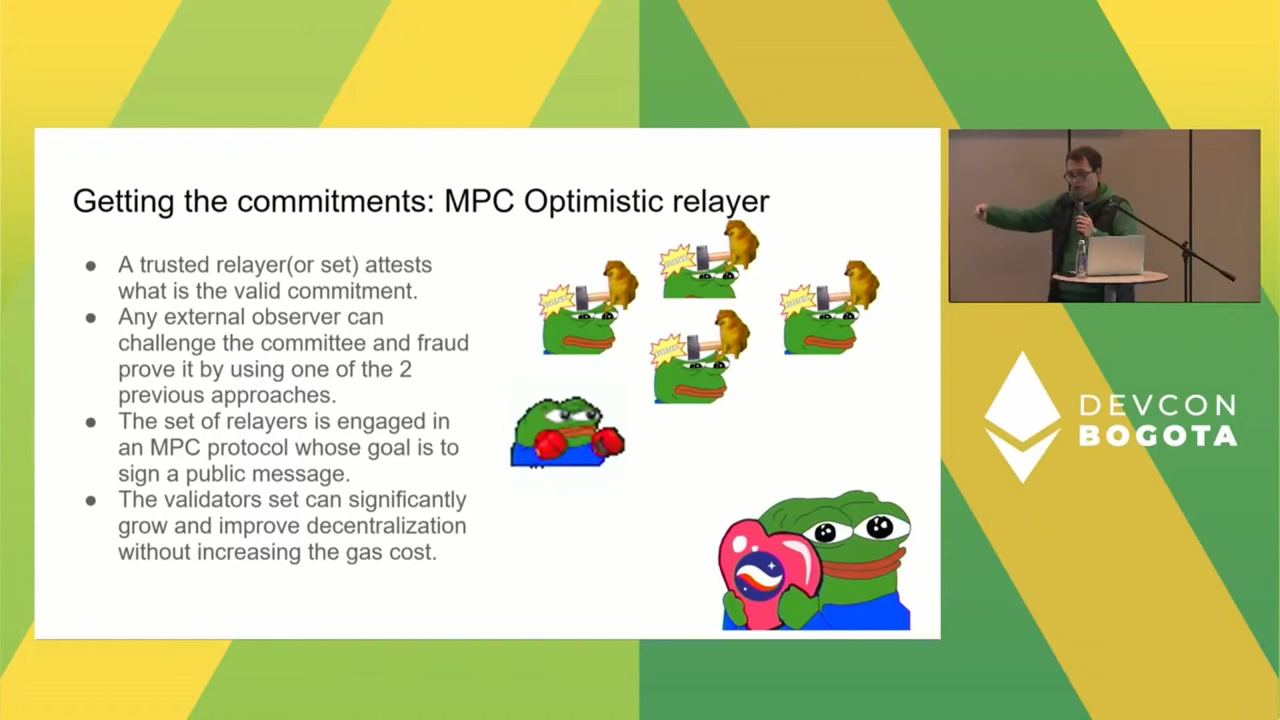 Getting the commitments: MPC Optimistic relayer
● A trusted relayer(or set) attests
what is the valid commitment.
● Any external observer can
challenge the committee and fraud
prove it by using one of the 2
previous approaches.
● The set of relayers is engaged in
an MPC protocol whose goal is to
sign a public message.
● The validators set can significantly
grow and improve decentralization
without increasing the gas cost.
DEVCON
BOGOTA